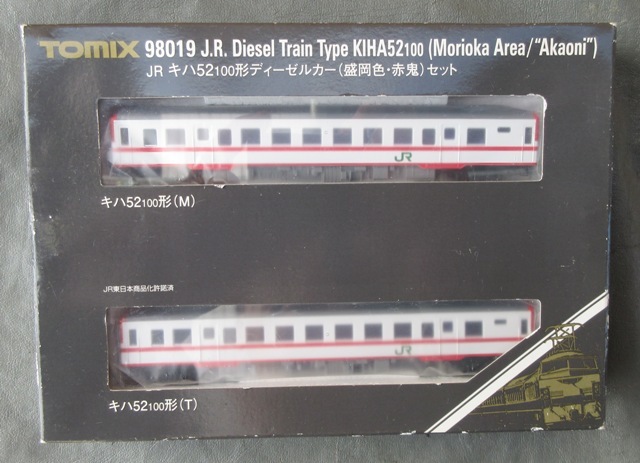 TOMIX 98019 J.R. Diesel Train Type KIHA52100 (Morioka Area/“Akaoni”)
JR キハ52100形ディーゼルカー(盛岡色・赤鬼)セット
JR
キハ52100形(M)
JR東日本商品化許諾済
JR
キハ52100形(T)